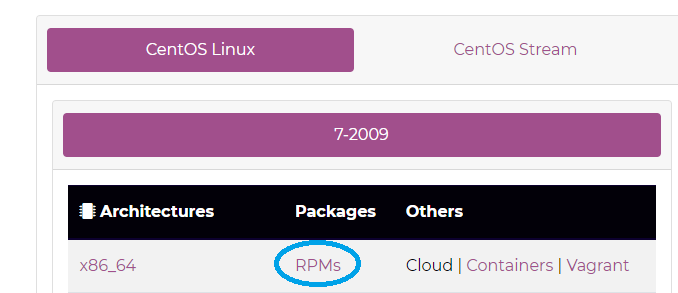 CentOS Linux CentOS Stream
7-2009
Architectures Packages Others
x86_64 RPMs Cloud | Containers | Vagrant